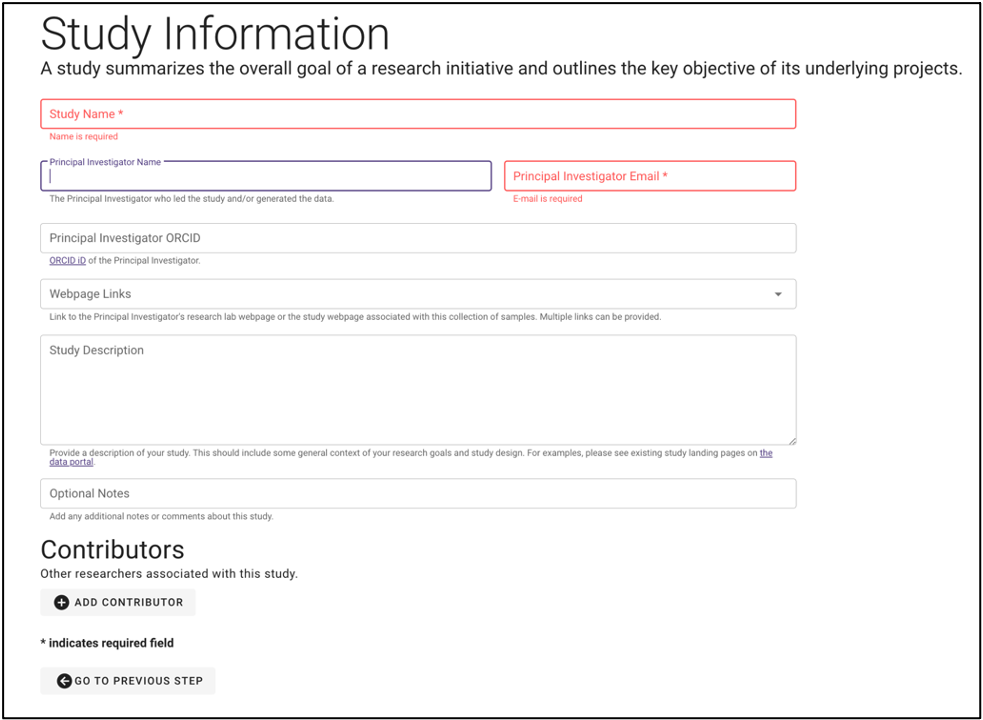 Study Information
A study summarizes the overall goal of a research initiative and outlines the key objective of its underlying projects.
Study Name *
Name is required
Principal Investigator Name
The Principal Investigator who led the study and/or generated the data.
Principal Investigator Email *
E-mail is required
Principal Investigator ORCID
ORCID iD of the Principal Investigator.
Webpage Links
Link to the Principal Investigator's research lab webpage or the study webpage associated with this collection of samples. Multiple links can be provided.
Study Description
Provide a description of your study. This should include some general context of your research goals and study design. For examples, please see existing study landing pages on the
data portal.
Optional Notes
Add any additional notes or comments about this study.
Contributors
Other researchers associated with this study.
ADD CONTRIBUTOR
* indicates required field
GO TO PREVIOUS STEP